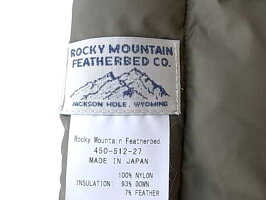 ROCKY MOUNTAIN
FEATHERBED CO.
JACKSON HOLE, WYOMING
Rocky Mountain Featherbed.
450-512-27
MADE IN JAPAN
100% NYLON
INSULATION: 93% DOWN
7% FEATHER